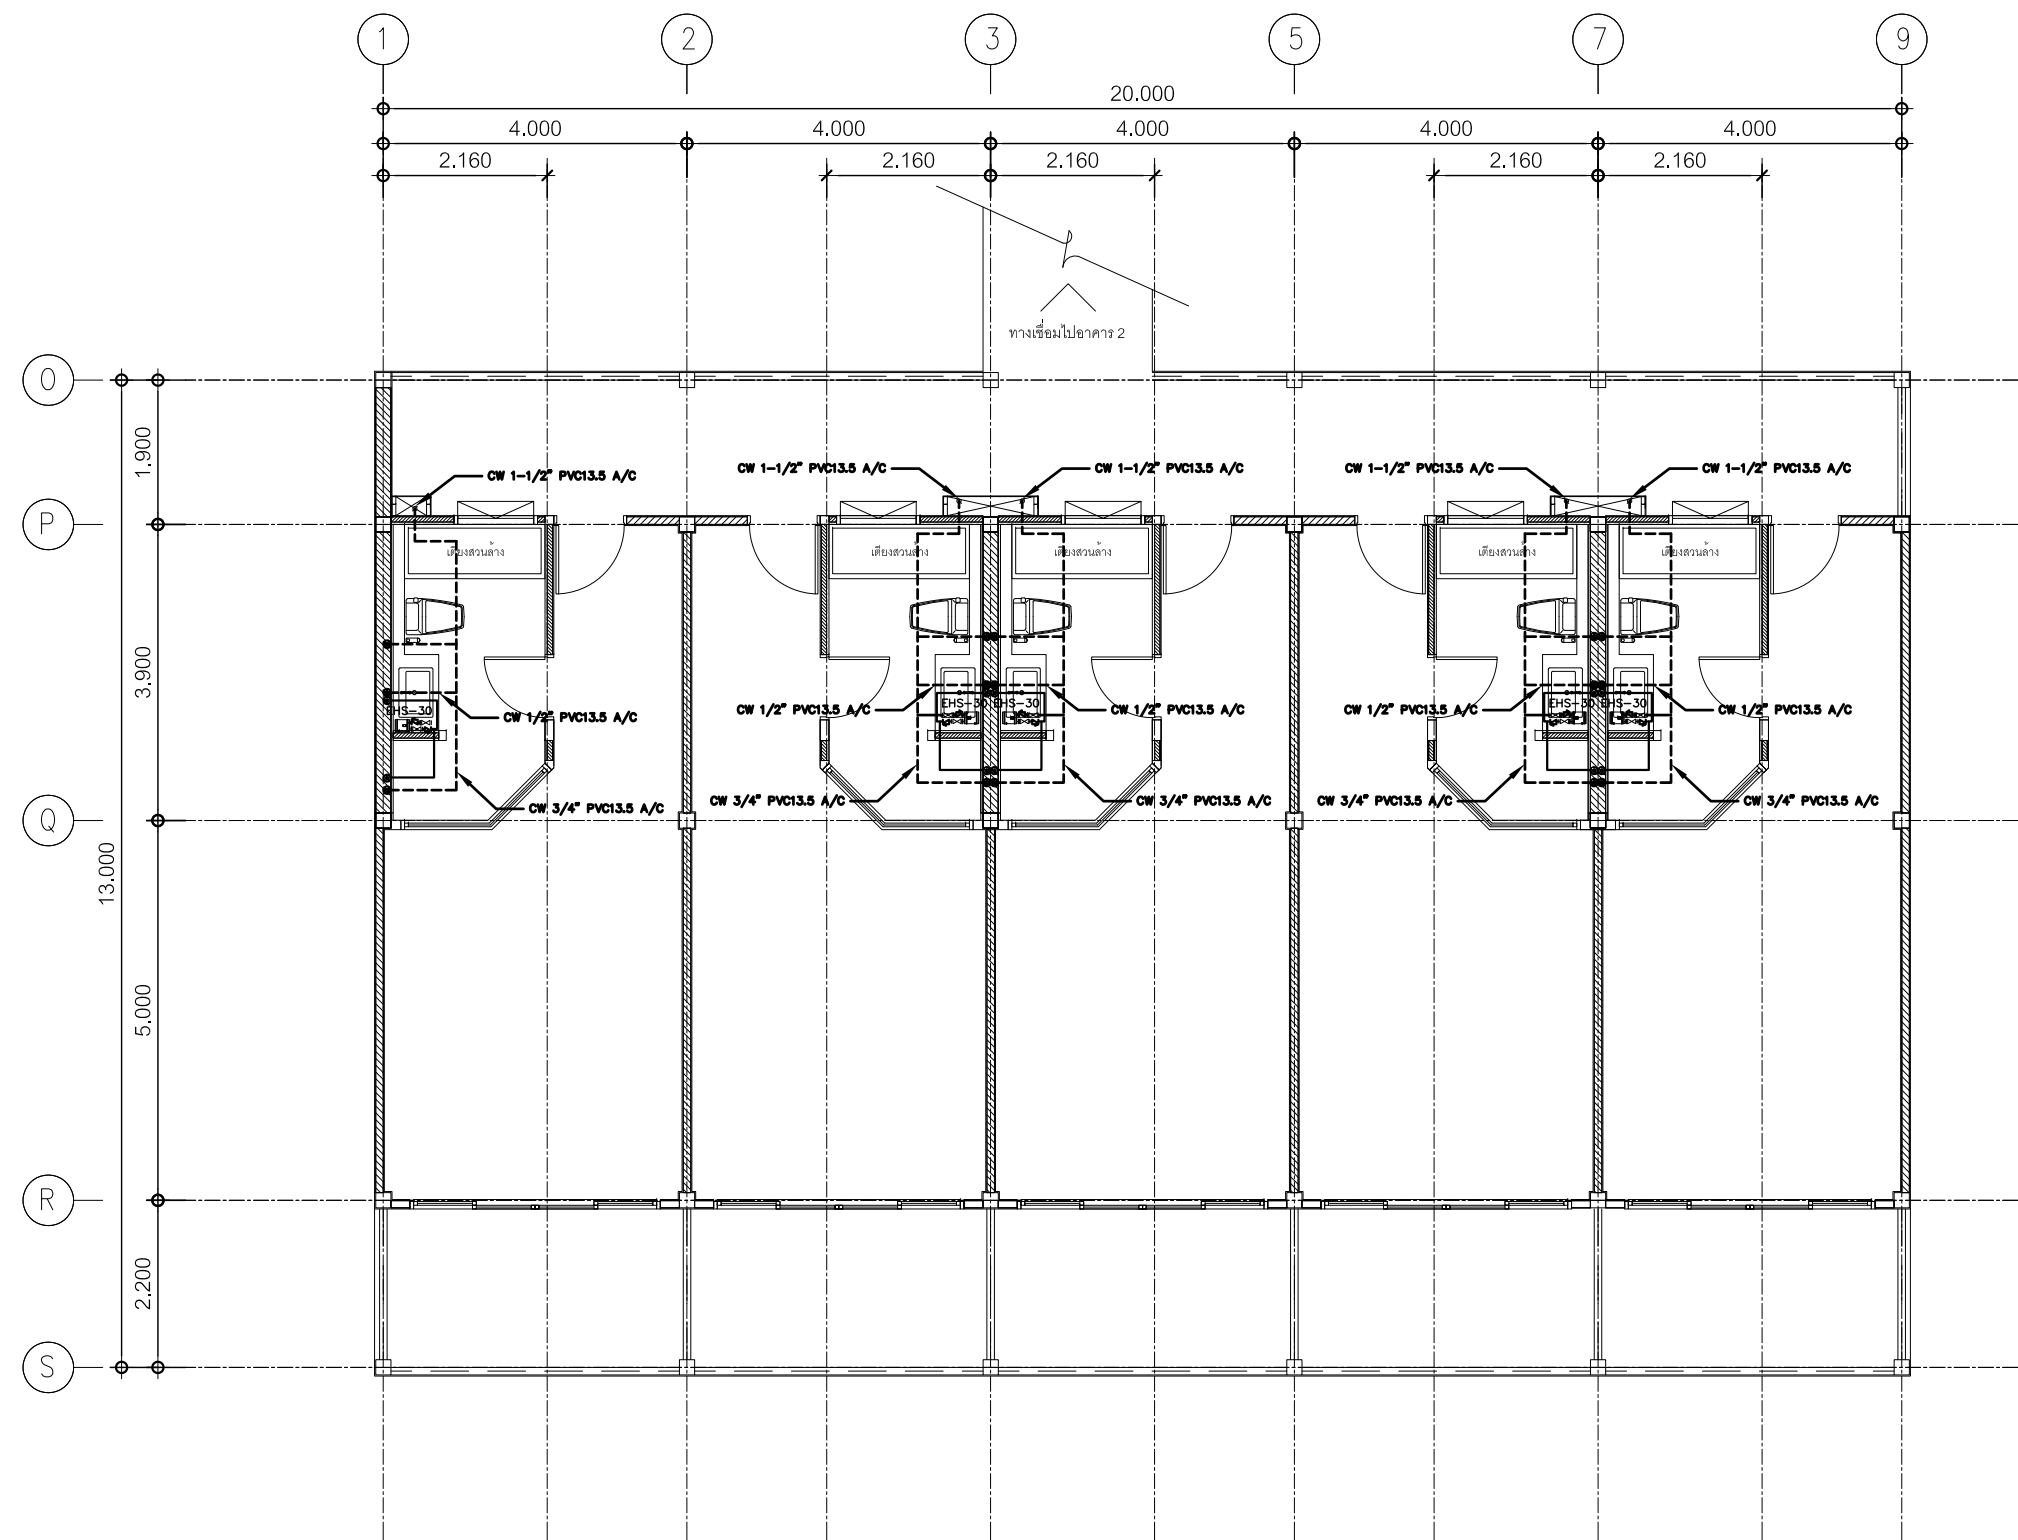 1 2 3 5 7 9
20.000
4.000 4.000 4.000 4.000 4.000
2.160 2.160 2.160 2.160 2.160
ทางเชื่อมไปอาคาร 2
O
1.900
CW 1-1/2" PVC13.5 A/C CW 1-1/2" PVC13.5 A/C CW 1-1/2" PVC13.5 A/C CW 1-1/2" PVC13.5 A/C CW 1-1/2" PVC13.5 A/C
P
เตียงสวนล้าง เตียงสวนล้าง เตียงสวนล้าง เตียงสวนล้าง เตียงสวนล้าง
3.900
EHS-30 EHS-30 EHS-30 EHS-30 EHS-30
CW 1/2" PVC13.5 A/C CW 1/2" PVC13.5 A/C CW 1/2" PVC13.5 A/C CW 1/2" PVC13.5 A/C CW 1/2" PVC13.5 A/C
CW 3/4" PVC13.5 A/C CW 3/4" PVC13.5 A/C CW 3/4" PVC13.5 A/C CW 3/4" PVC13.5 A/C CW 3/4" PVC13.5 A/C
Q
13.000
5.000
R
2.200
S